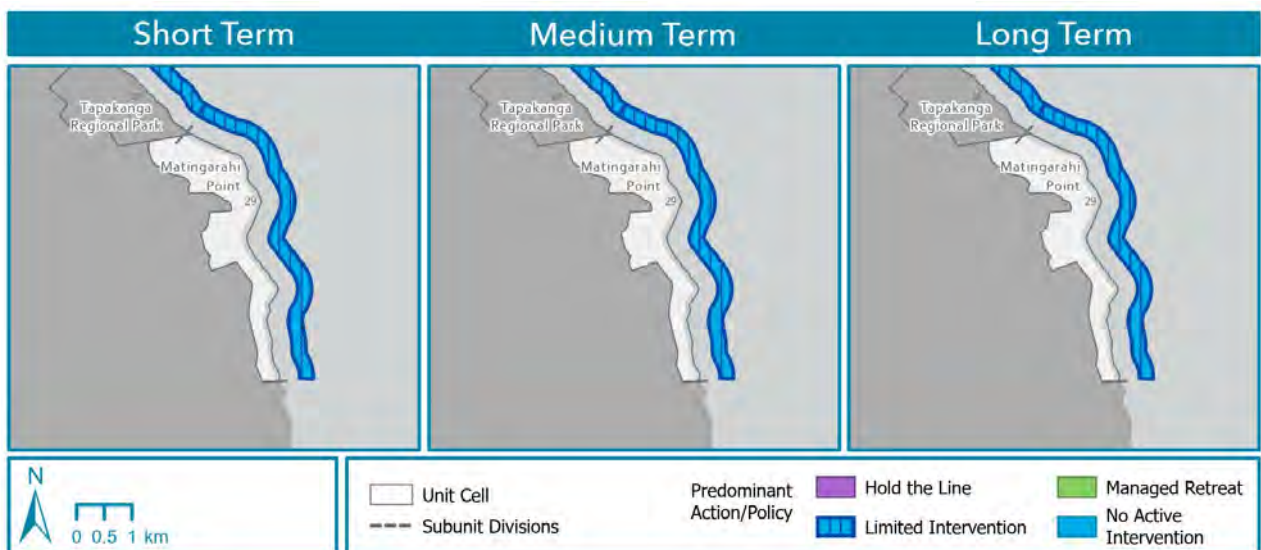 Short Term
Medium Term
Long Term
Tapakanga
Regional Park
Matingarahi
Point
29
Tapakanga
Regional Park
Matingarahi
Point
29
Tapakanga
Regional Park
Matingarahi
Point
29
N
0 0.5 1 km
Unit Cell
Subunit Divisions
Predominant
Action/Policy
Hold the Line
Limited Intervention
Managed Retreat
No Active
Intervention